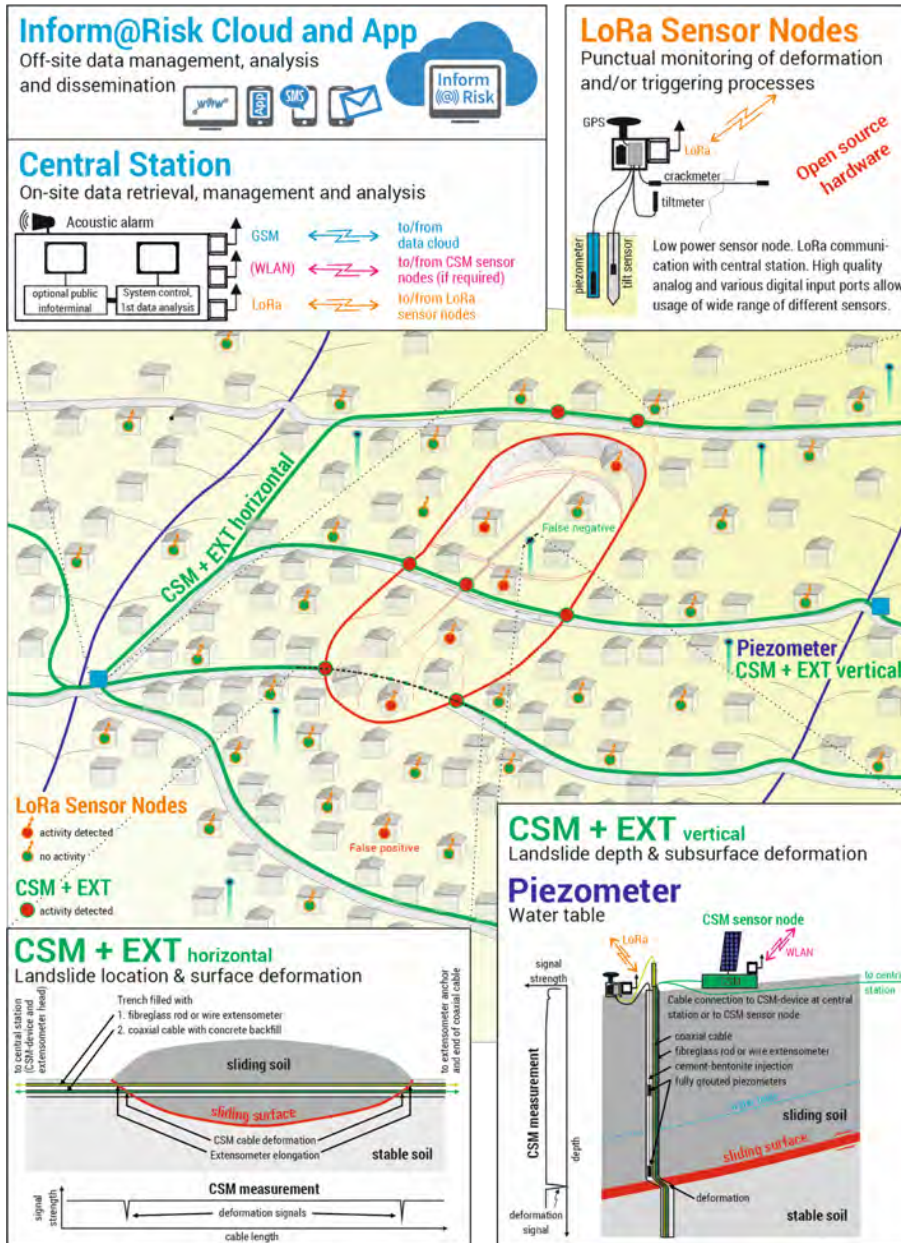 Inform@Risk Cloud and App
Off-site data management, analysis
and dissemination
www
App
SMS
Inform
(@) Risk
Central Station
On-site data retrieval, management and analysis
Acoustic alarm
optional public
infoterminal
System control,
1st data analysis
GSM
to/from
data cloud
(WLAN)
to/from CSM sensor
nodes (if required)
LoRa
to/from LoRa
sensor nodes
LoRa Sensor Nodes
Punctual monitoring of deformation
and/or triggering processes
GPS
LoRa
Open source
hardware
crackmeter
tiltmeter
piezometer
tilt sensor
Low power sensor node. LoRa communi-
cation with central station. High quality
analog and various digital input ports allow
usage of wide range of different sensors.
CSM + EXT horizontal
False negative
Piezometer
CSM + EXT vertical
False positive
LoRa Sensor Nodes
activity detected
no activity
CSM + EXT
activity detected
CSM + EXT horizontal
Landslide location & surface deformation
to central station
(CSM-device and
extensometer head)
Trench filled with
1. fibreglass rod or wire extensometer
2. coaxial cable with concrete backfill
to extensometer anchor
and end of coaxial cable
sliding soil
sliding surface
CSM cable deformation
Extensometer elongation
stable soil
CSM measurement
signal
strength
deformation signals
cable length
CSM + EXT vertical
Landslide depth & subsurface deformation
Piezometer
Water table
CSM sensor node
LoRa
WLAN
signal
strength
CSM
to central
station
Cable connection to CSM-device at central
station or to CSM sensor node
coaxial cable
fibreglass rod or wire extensometer
cement-bentonite injection
fully grouted piezometers
CSM measurement
depth
sliding soil
sliding surface
deformation
deformation
signal
stable soil